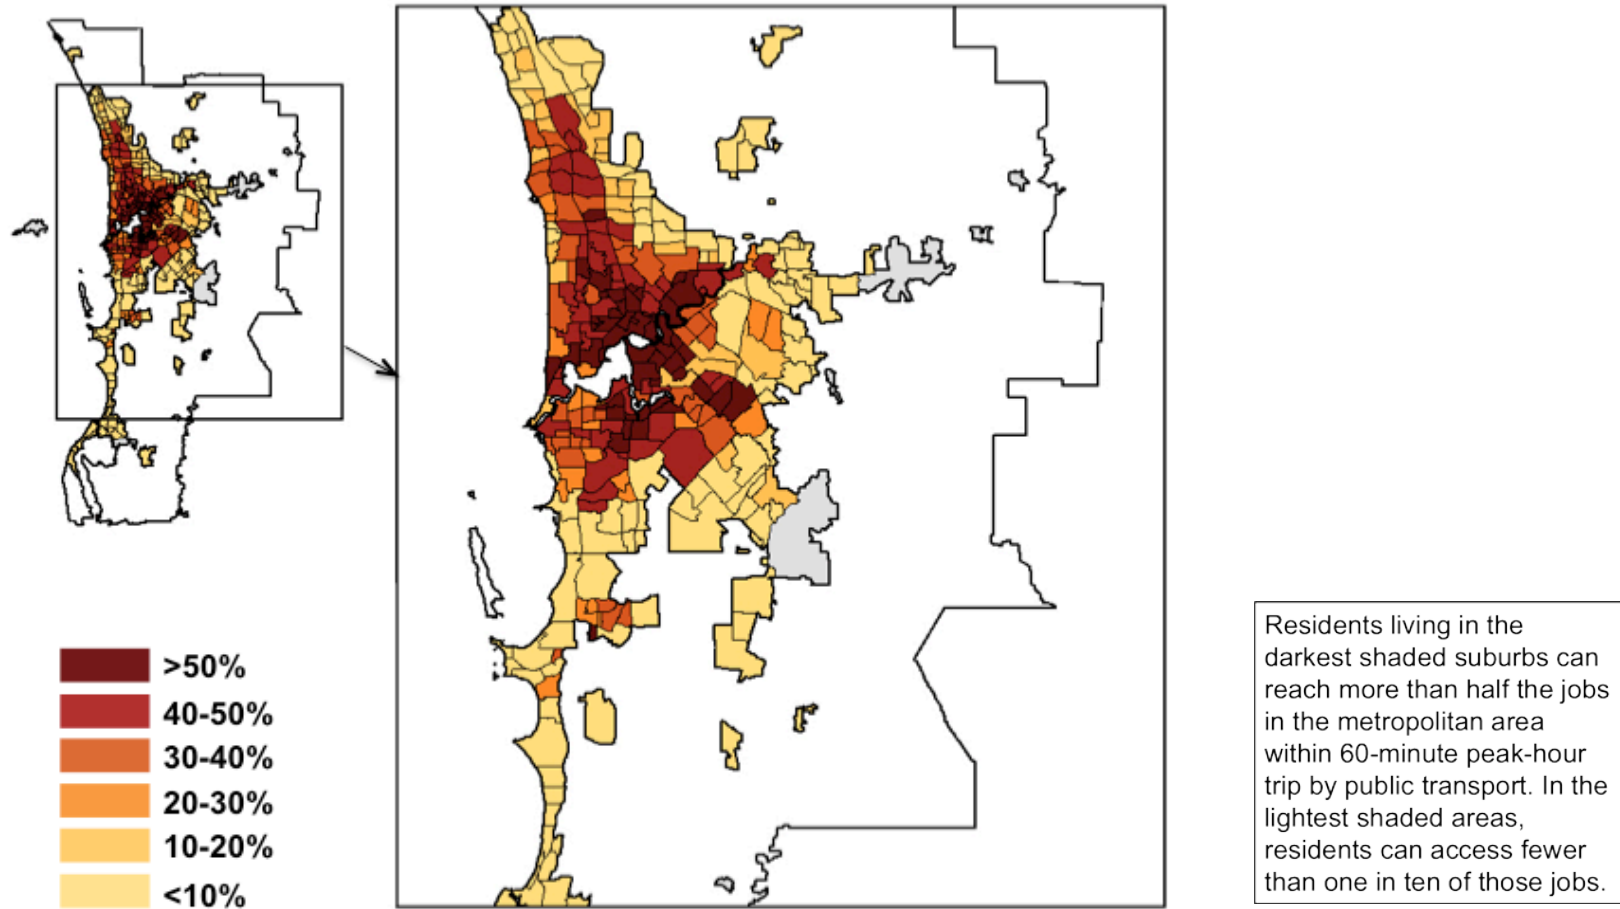 >50%
40-50%
30-40%
20-30%
10-20%
<10%
Residents living in the
darkest shaded suburbs can
reach more than half the jobs
in the metropolitan area
within 60-minute peak-hour
trip by public transport. In the
lightest shaded areas,
residents can access fewer
than one in ten of those jobs.